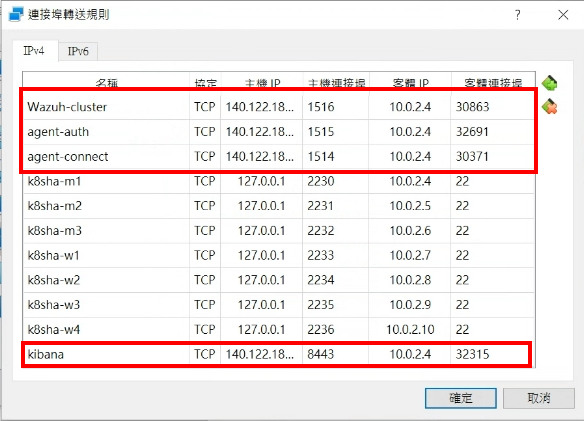 連接埠轉送規則
IPv4 IPv6
名稱 協定 主機 IP 主機連接埠 客體 IP 客體連接埠
Wazuh-cluster TCP 140.122.18... 1516 10.0.2.4 30863
agent-auth TCP 140.122.18... 1515 10.0.2.4 32691
agent-connect TCP 140.122.18... 1514 10.0.2.4 30371
k8sha-m1 TCP 127.0.0.1 2230 10.0.2.4 22
k8sha-m2 TCP 127.0.0.1 2231 10.0.2.5 22
k8sha-m3 TCP 127.0.0.1 2232 10.0.2.6 22
k8sha-w1 TCP 127.0.0.1 2233 10.0.2.7 22
k8sha-w2 TCP 127.0.0.1 2234 10.0.2.8 22
k8sha-w3 TCP 127.0.0.1 2235 10.0.2.9 22
k8sha-w4 TCP 127.0.0.1 2236 10.0.2.10 22
kibana TCP 140.122.18... 8443 10.0.2.4 32315
確定 取消